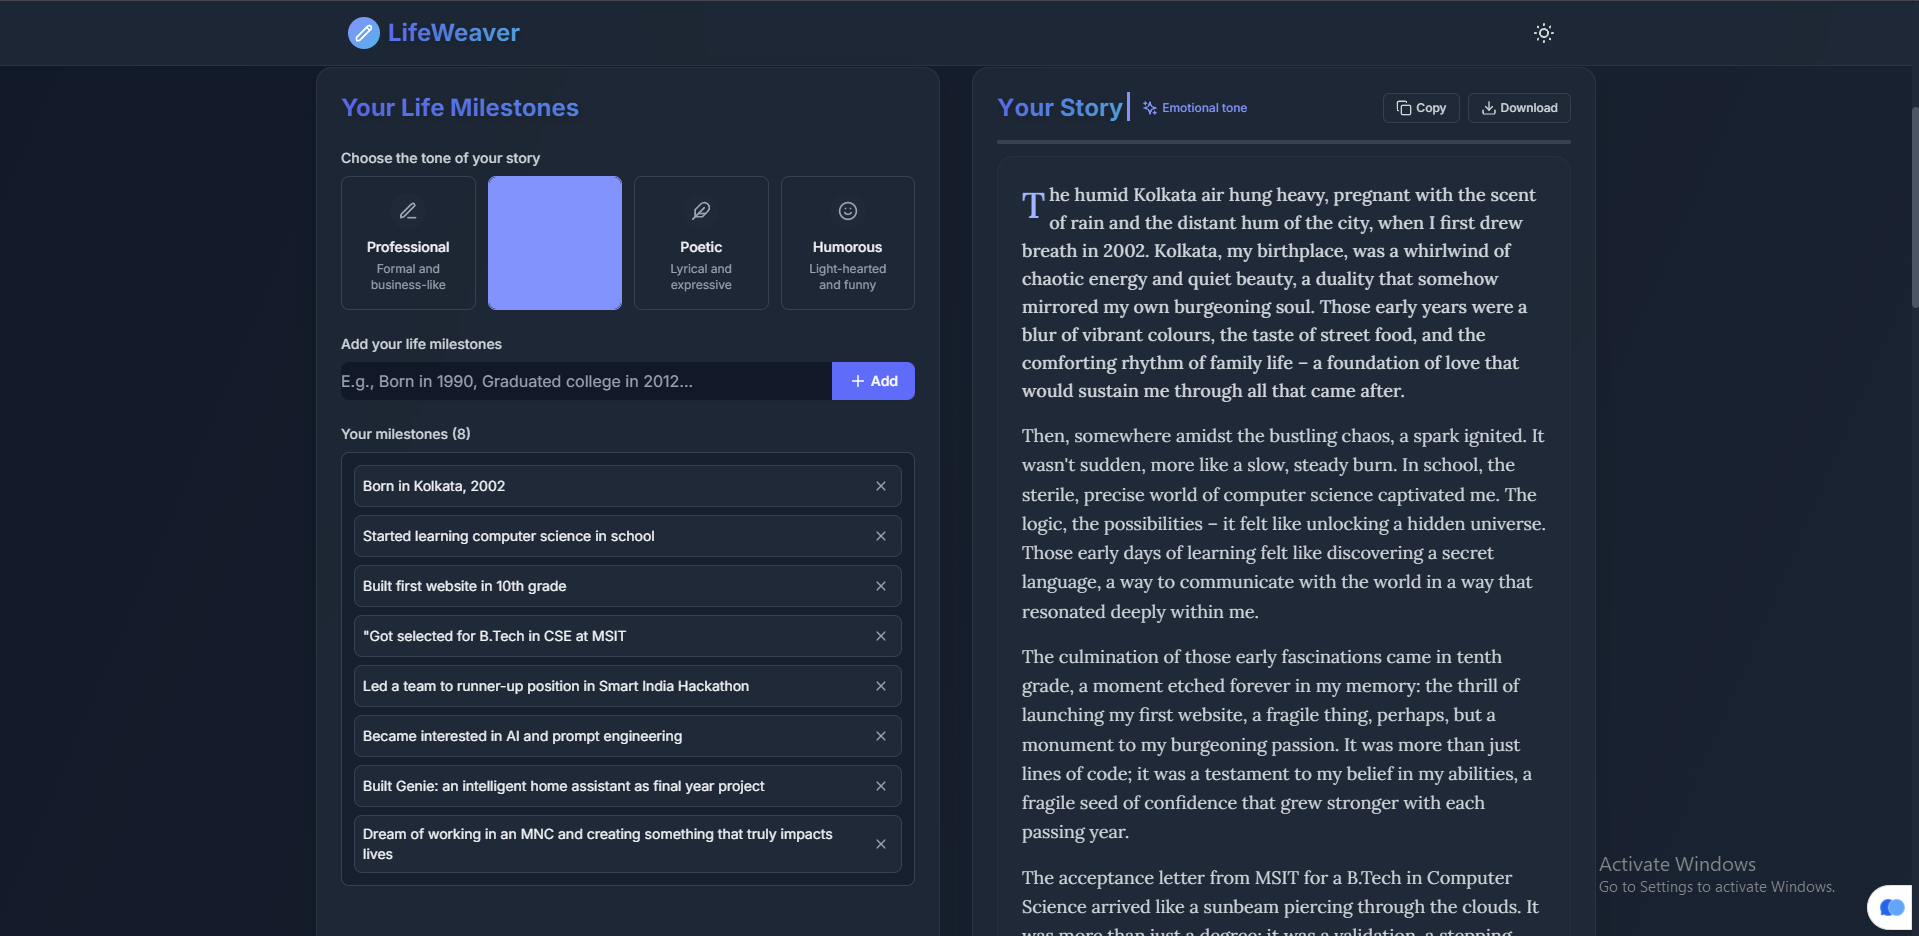 LifeWeaver
Your Life Milestones
Choose the tone of your story
Professional
Formal and
business-like
Poetic
Lyrical and
expressive
Humorous
Light-hearted
and funny
Add your life milestones
E.g., Born in 1990, Graduated college in 2012...
+ Add
Your milestones (8)
Born in Kolkata, 2002
Started learning computer science in school
Built first website in 10th grade
"Got selected for B.Tech in CSE at MSIT
Led a team to runner-up position in Smart India Hackathon
Became interested in AI and prompt engineering
Built Genie: an intelligent home assistant as final year project
Dream of working in an MNC and creating something that truly impacts
lives
Your Story
Emotional tone
Copy
Download
The humid Kolkata air hung heavy, pregnant with the scent
of rain and the distant hum of the city, when I first drew
breath in 2002. Kolkata, my birthplace, was a whirlwind of
chaotic energy and quiet beauty, a duality that somehow
mirrored my own burgeoning soul. Those early years were a
blur of vibrant colours, the taste of street food, and the
comforting rhythm of family life – a foundation of love that
would sustain me through all that came after.
Then, somewhere amidst the bustling chaos, a spark ignited. It
wasn't sudden, more like a slow, steady burn. In school, the
sterile, precise world of computer science captivated me. The
logic, the possibilities – it felt like unlocking a hidden universe.
Those early days of learning felt like discovering a secret
language, a way to communicate with the world in a way that
resonated deeply within me.
The culmination of those early fascinations came in tenth
grade, a moment etched forever in my memory: the thrill of
launching my first website, a fragile thing, perhaps, but a
monument to my burgeoning passion. It was more than just
lines of code; it was a testament to my belief in my abilities, a
fragile seed of confidence that grew stronger with each
passing year.
The acceptance letter from MSIT for a B.Tech in Computer
Science arrived like a sunbeam piercing through the clouds. It
was more than just a degree; it was a validation, a stepping
Activate Windows
Go to Settings to activate Windows.